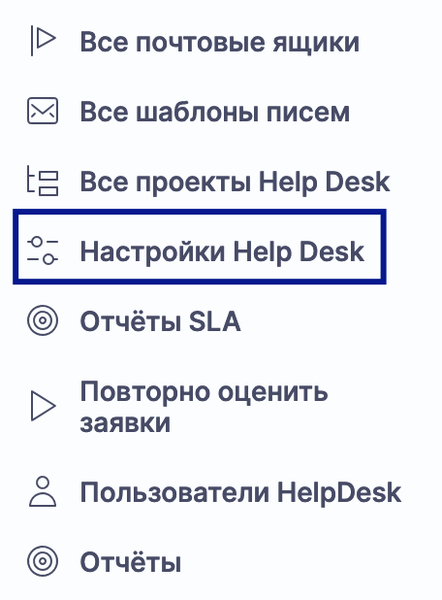 Все почтовые ящики
Все шаблоны писем
Все проекты Help Desk
Настройки Help Desk
Отчёты SLA
Повторно оценить
заявки
Пользователи HelpDesk
Отчёты